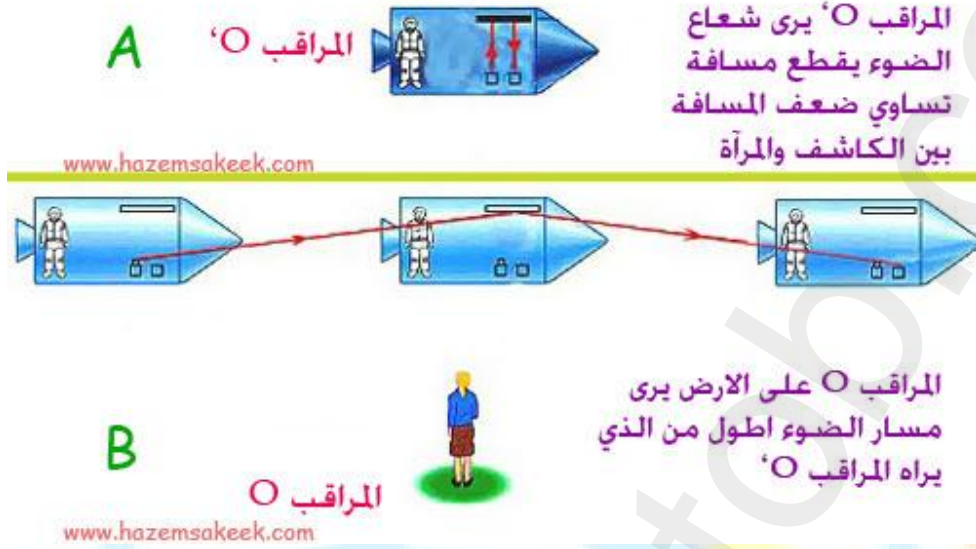 A
المراقب O‘
المراقب O‘ يرى شعاع
الضوء يقطع مسافة
تساوي ضعف المسافة
بين الكاشف والمرآة
www.hazemsakeek.com
المراقب O على الارض يرى
مسار الضوء اطول من الذي
يراه المراقب O‘
B
المراقب O
www.hazemsakeek.com